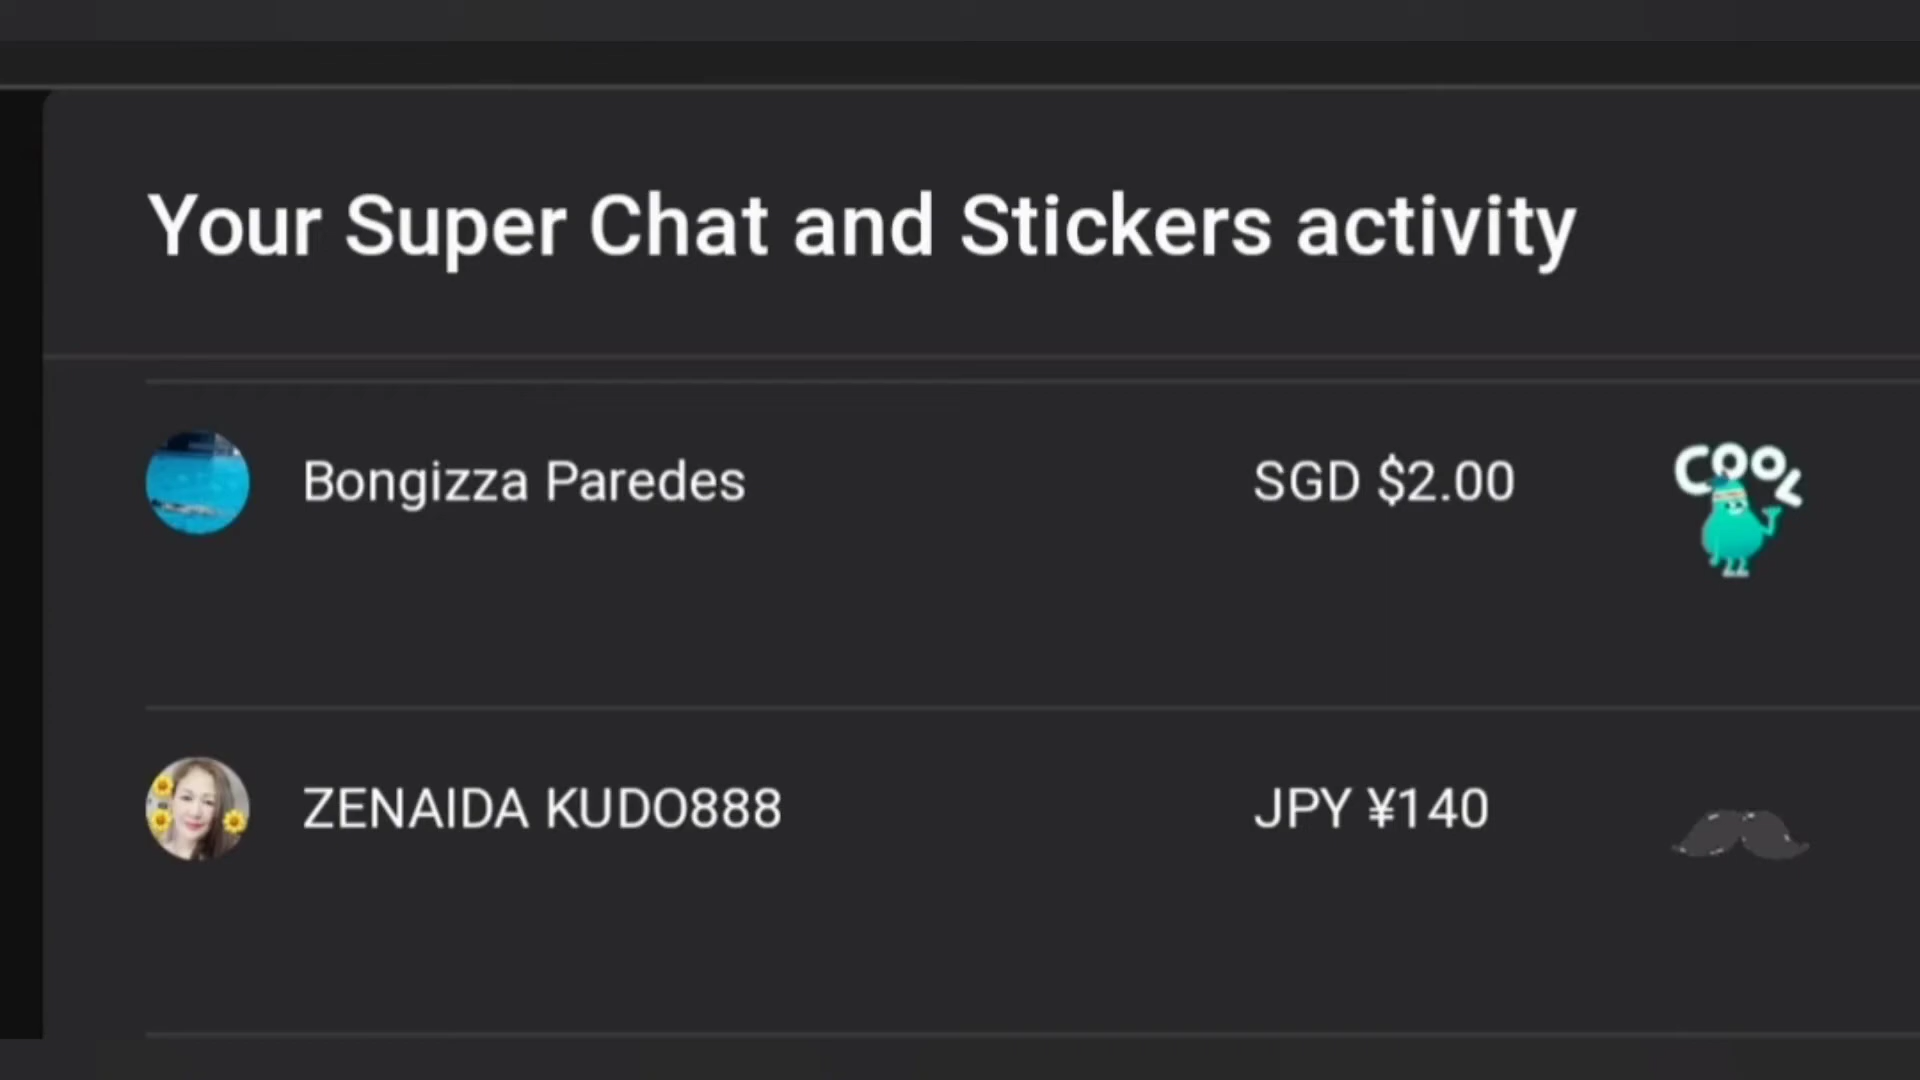 Your Super Chat and Stickers activity
Bongizza Paredes SGD $2.00 COOL
ZENAIDA KUDO888 JPY ¥140